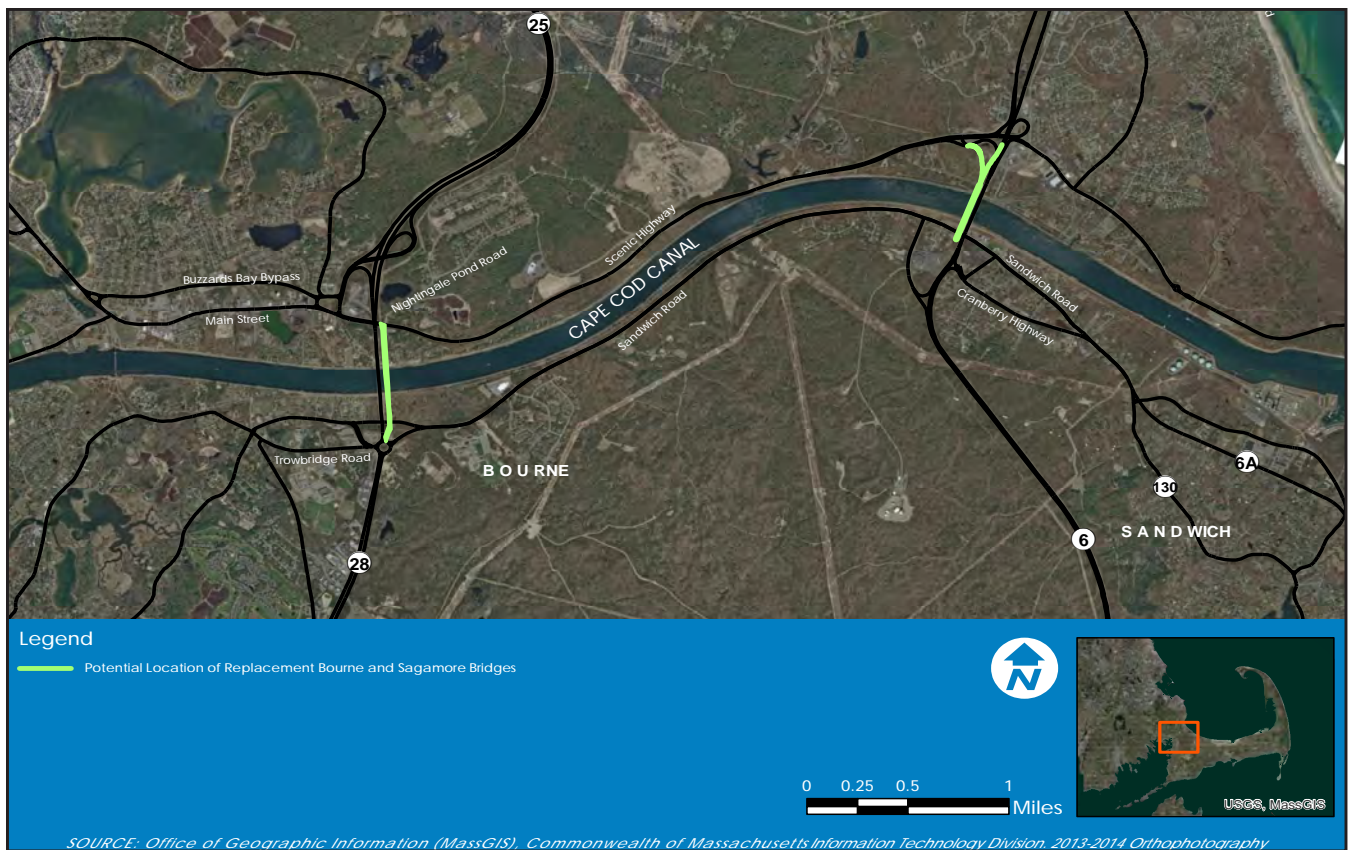 25
Buzzards Bay Bypass
Main Street
Nightingale Pond Road
Scenic Highway
CAPE COD CANAL
Sandwich Road
Sandwich Road
Cranberry Highway
Trowbridge Road
BOURNE
6A
130
SANDWICH
6
28
Legend
Potential Location of Replacement Bourne and Sagamore Bridges
N
0 0.25 0.5 1
Miles
USGS, MassGIS
SOURCE: Office of Geographic Information (MassGIS), Commonwealth of Massachusetts Information Technology Division. 2013-2014 Orthophotography